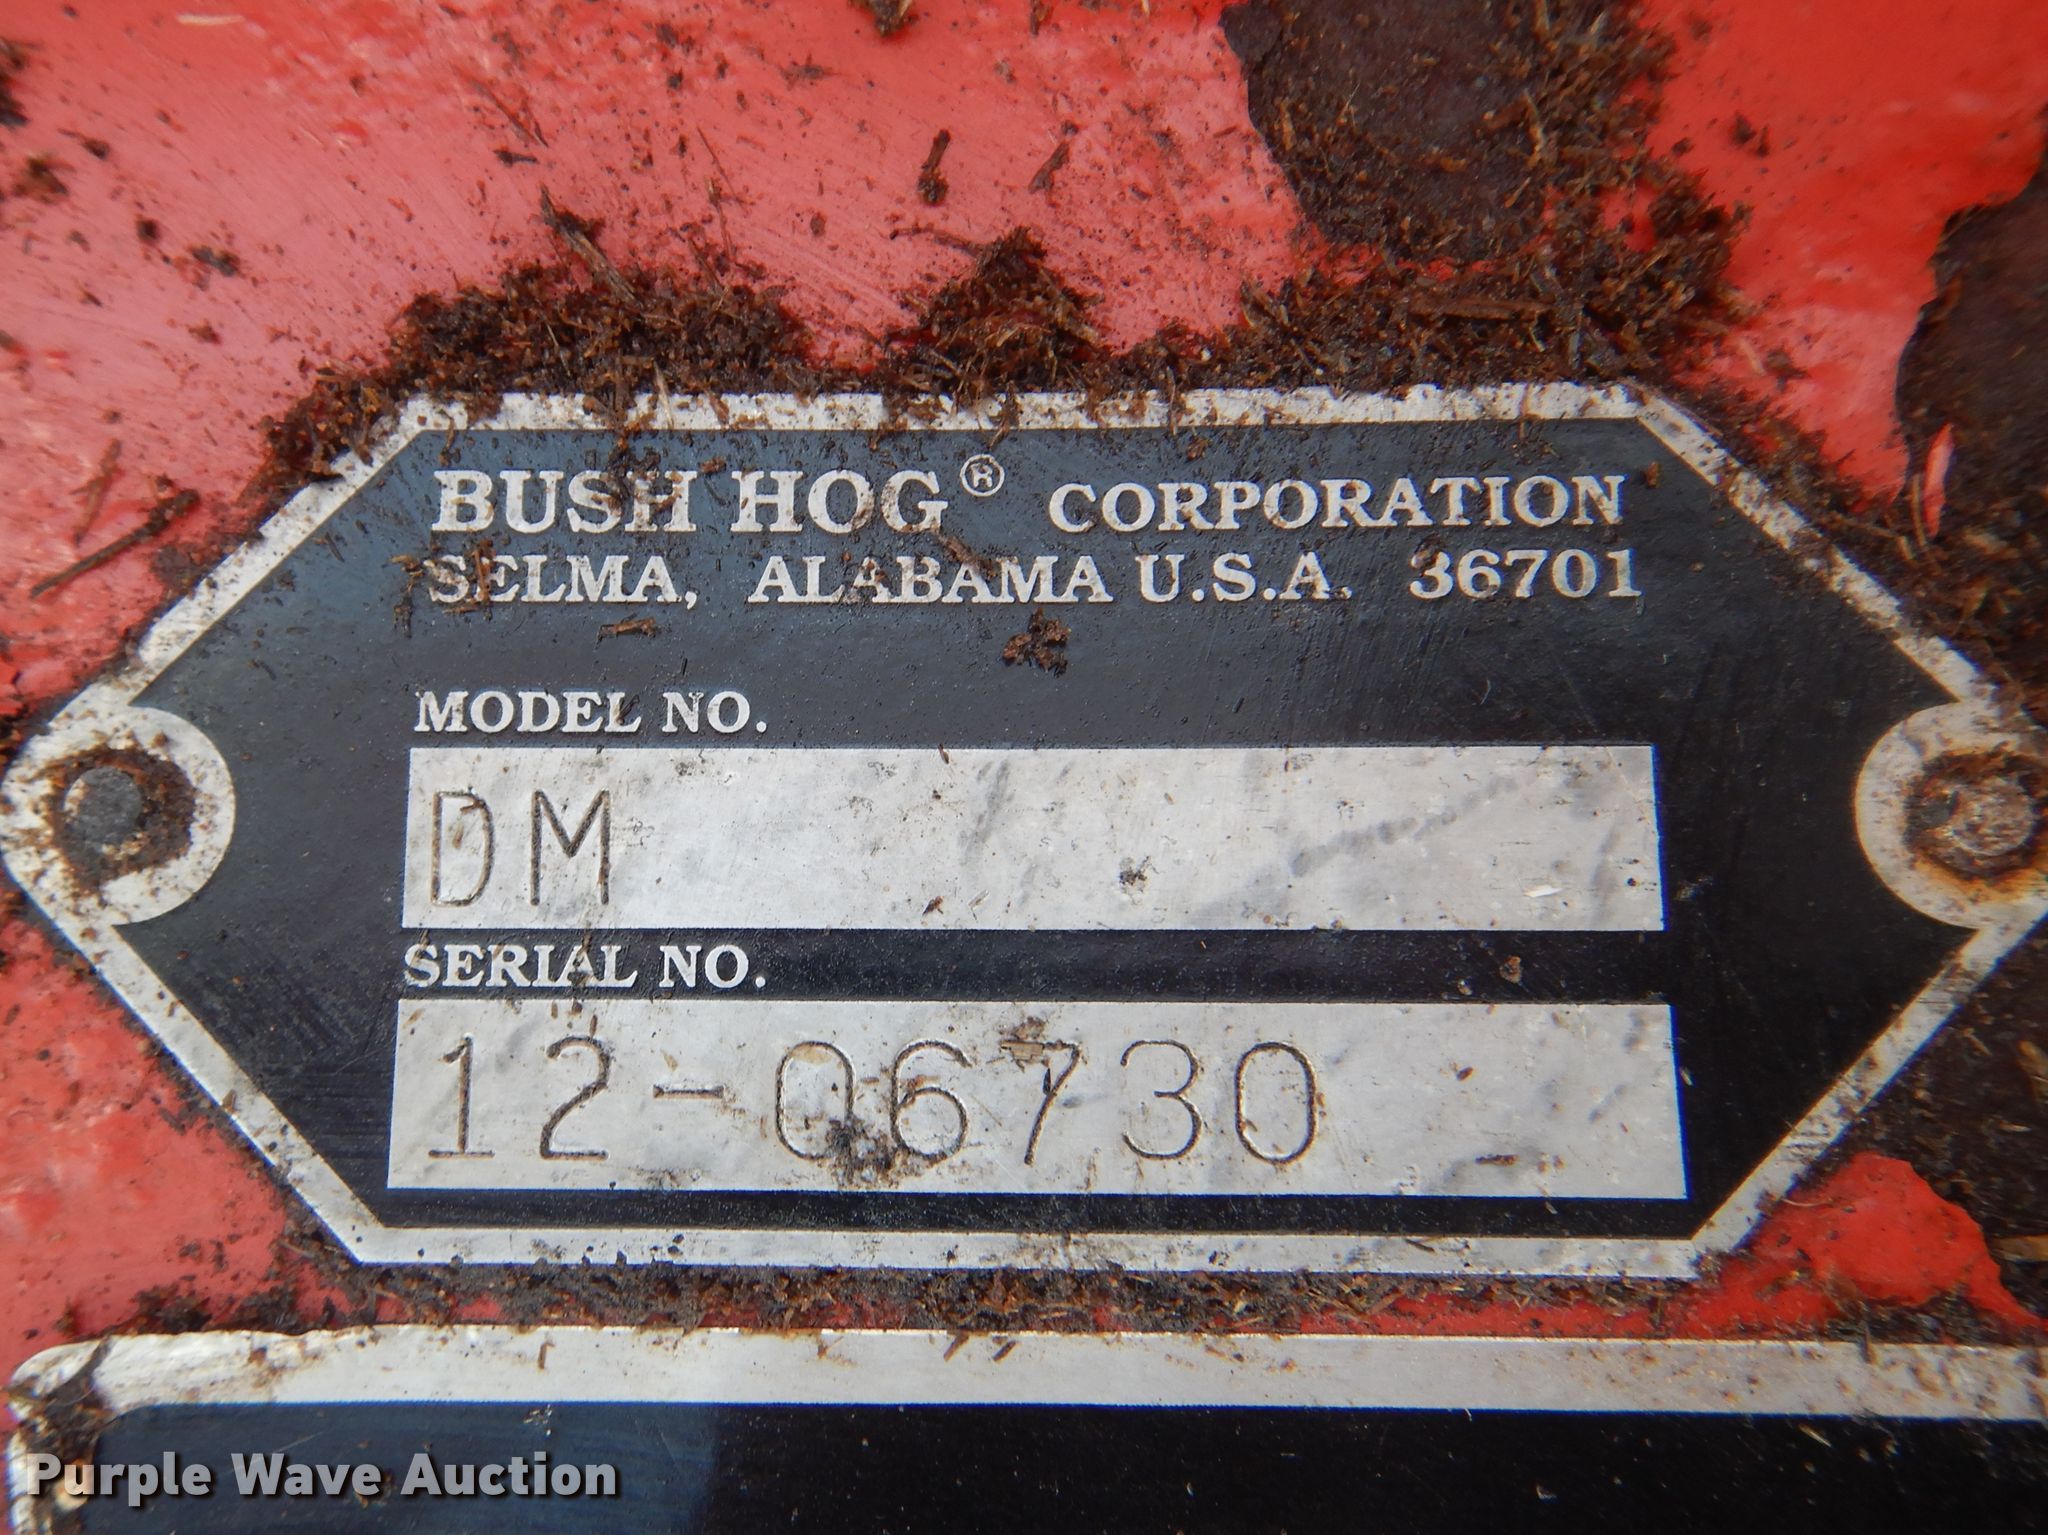 BUSH HOG® CORPORATION
SELMA, ALABAMA U.S.A. 36701
MODEL NO.
DM
SERIAL NO.
12-06730
Purple Wave Auction